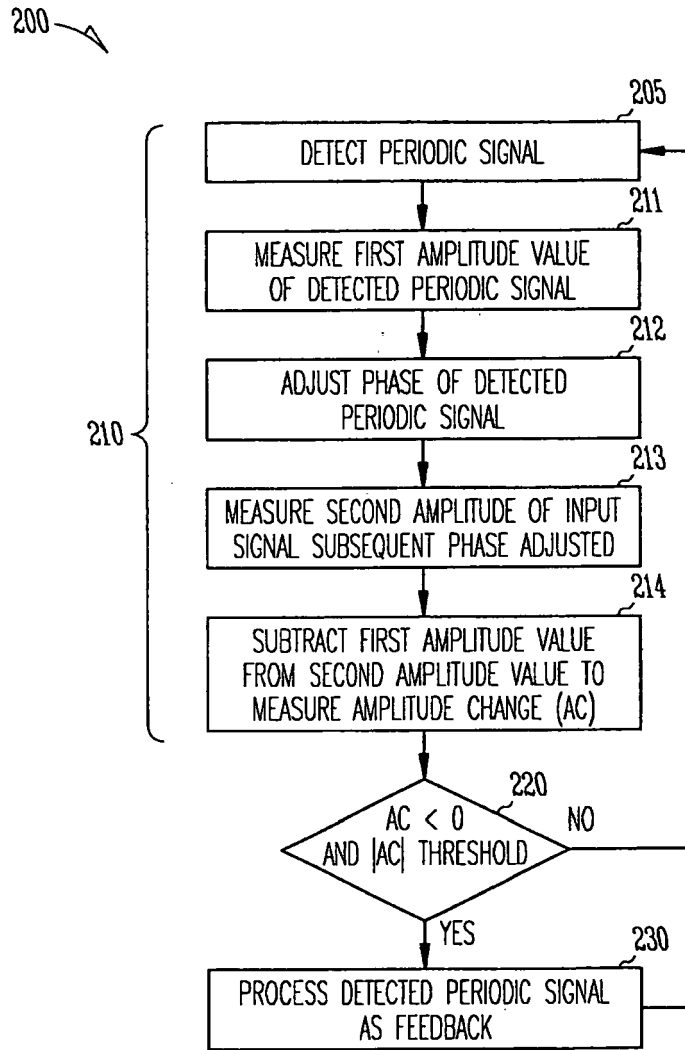 200
205
DETECT PERIODIC SIGNAL
211
MEASURE FIRST AMPLITUDE VALUE
OF DETECTED PERIODIC SIGNAL
212
ADJUST PHASE OF DETECTED
PERIODIC SIGNAL
210
213
MEASURE SECOND AMPLITUDE OF INPUT
SIGNAL SUBSEQUENT PHASE ADJUSTED
214
SUBTRACT FIRST AMPLITUDE VALUE
FROM SECOND AMPLITUDE VALUE TO
MEASURE AMPLITUDE CHANGE (AC)
220
AC < 0
AND |AC| THRESHOLD
NO
YES
230
PROCESS DETECTED PERIODIC SIGNAL
AS FEEDBACK